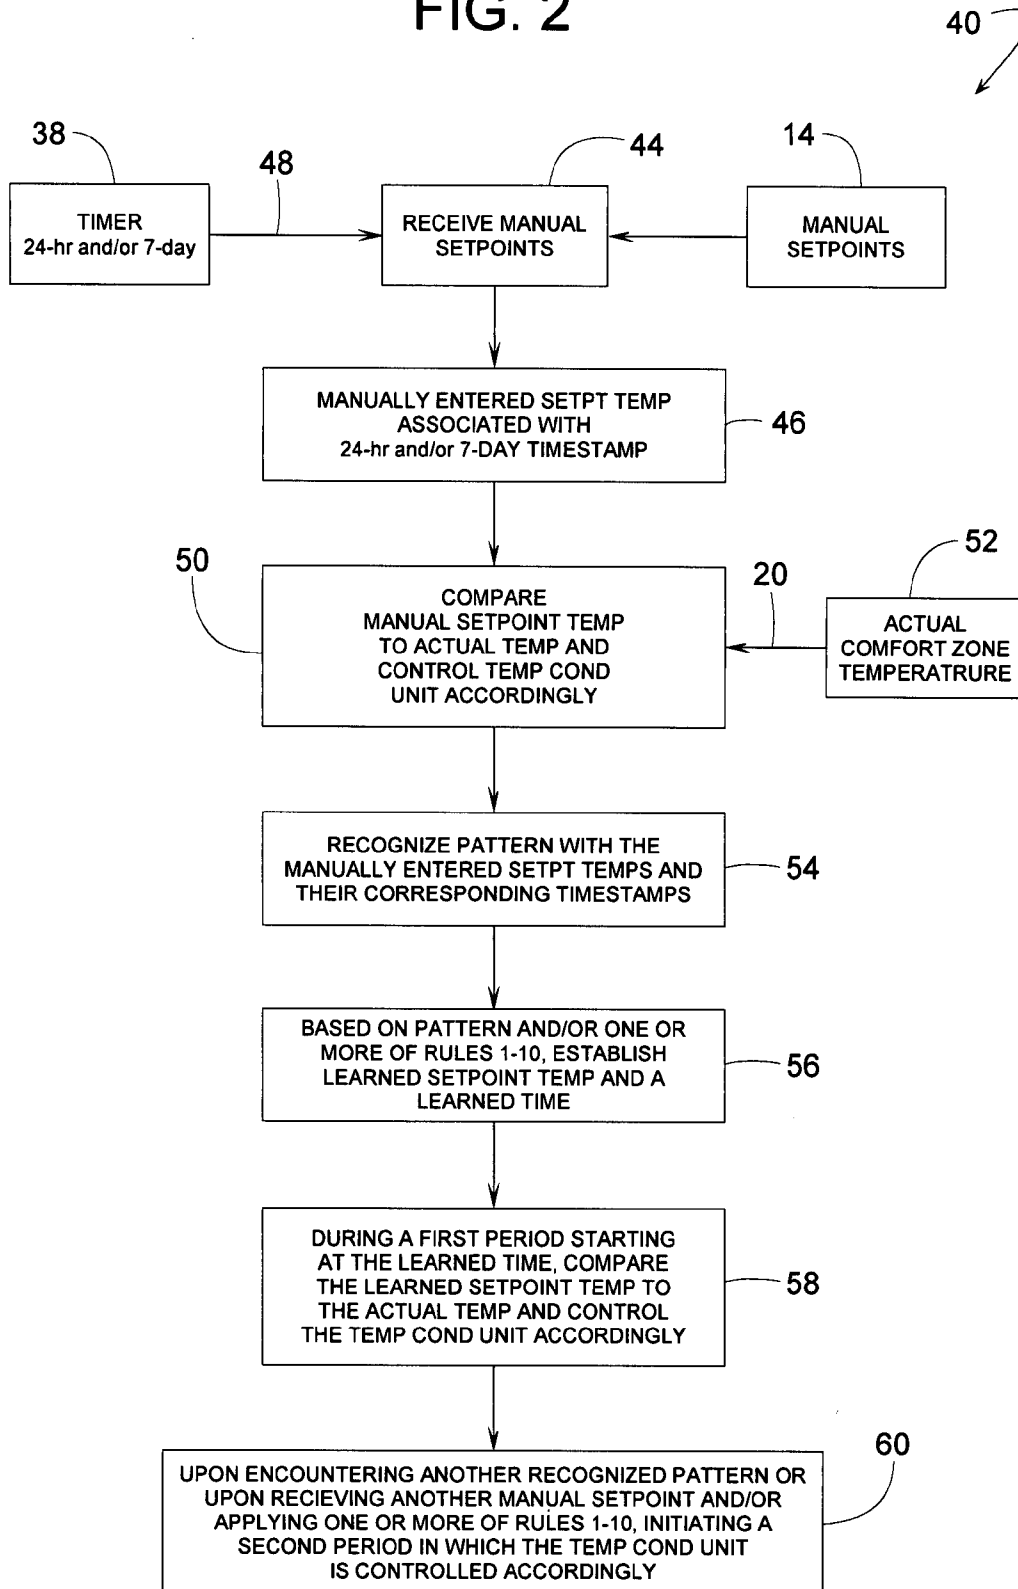 FIG. 2
40
38
48
44
14
TIMER
24-hr and/or 7-day
RECEIVE MANUAL
SETPOINTS
MANUAL
SETPOINTS
MANUALLY ENTERED SETPT TEMP
ASSOCIATED WITH
24-hr and/or 7-DAY TIMESTAMP
46
50
COMPARE
MANUAL SETPOINT TEMP
TO ACTUAL TEMP AND
CONTROL TEMP COND
UNIT ACCORDINGLY
20
52
ACTUAL
COMFORT ZONE
TEMPERATRURE
RECOGNIZE PATTERN WITH THE
MANUALLY ENTERED SETPT TEMPS AND
THEIR CORRESPONDING TIMESTAMPS
54
BASED ON PATTERN AND/OR ONE OR
MORE OF RULES 1-10, ESTABLISH
LEARNED SETPOINT TEMP AND A
LEARNED TIME
56
DURING A FIRST PERIOD STARTING
AT THE LEARNED TIME, COMPARE
THE LEARNED SETPOINT TEMP TO
THE ACTUAL TEMP AND CONTROL
THE TEMP COND UNIT ACCORDINGLY
58
60
UPON ENCOUNTERING ANOTHER RECOGNIZED PATTERN OR
UPON RECIEVING ANOTHER MANUAL SETPOINT AND/OR
APPLYING ONE OR MORE OF RULES 1-10, INITIATING A
SECOND PERIOD IN WHICH THE TEMP COND UNIT
IS CONTROLLED ACCORDINGLY